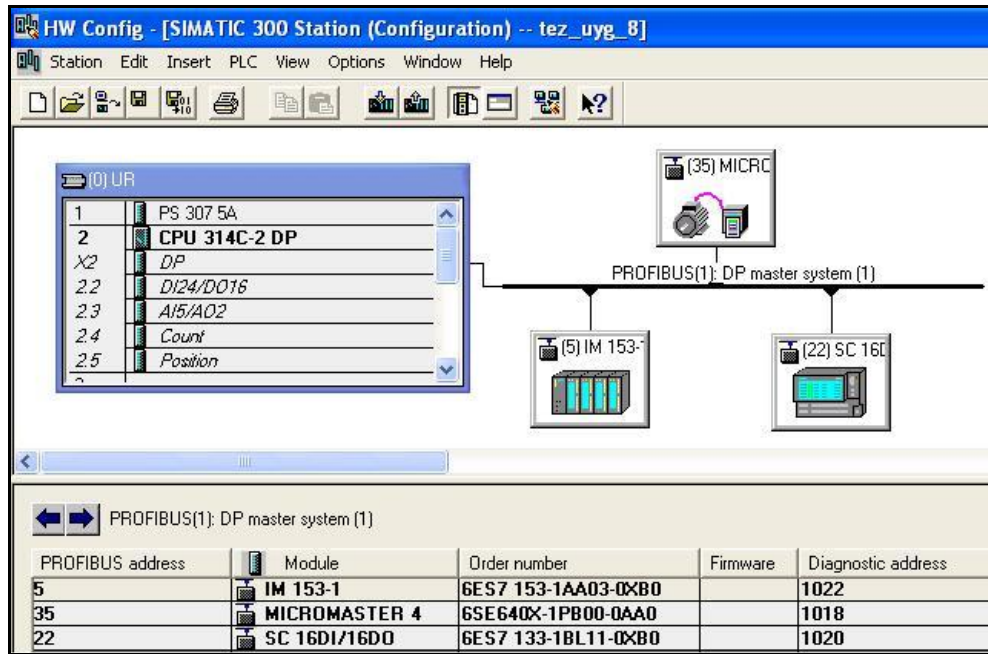 HW Config - [SIMATIC 300 Station (Configuration) -- tez_uyg_8]
Station Edit Insert PLC View Options Window Help
(0) UR
1 PS 307 5A
2 CPU 314C-2 DP
X2 DP
2.2 DI24/DO16
2.3 AI5/AO2
2.4 Count
2.5 Position
(35) MICRO
PROFIBUS(1): DP master system (1)
(5) IM 153-1
(22) SC 16D
PROFIBUS(1): DP master system (1)
PROFIBUS address Module Order number Firmware Diagnostic address
5 IM 153-1 6ES7 153-1AA03-0XB0 1022
35 MICROMASTER 4 6SE640X-1PB00-0AA0 1018
22 SC 16DI/16DO 6ES7 133-1BL11-0XB0 1020